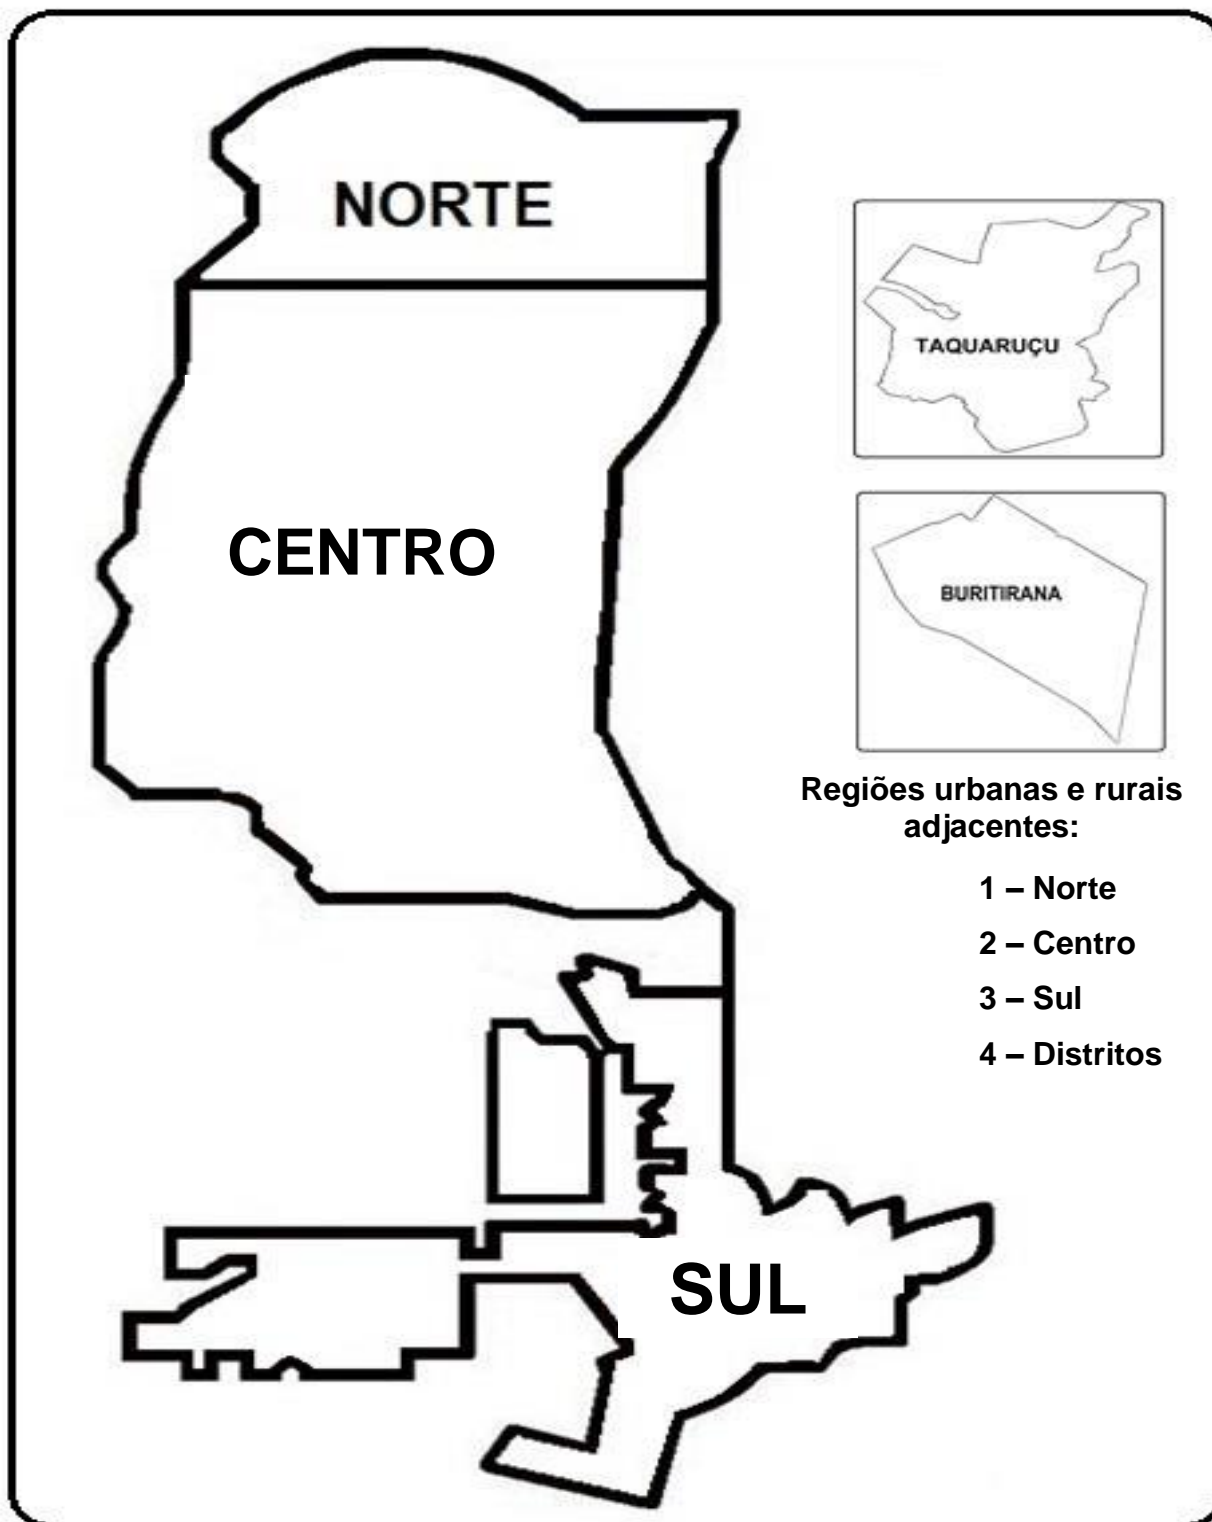 NORTE
TAQUARUÇU
CENTRO
BURITIRANA
Regiões urbanas e rurais
adjacentes:
1 – Norte
2 – Centro
3 – Sul
4 – Distritos
SUL